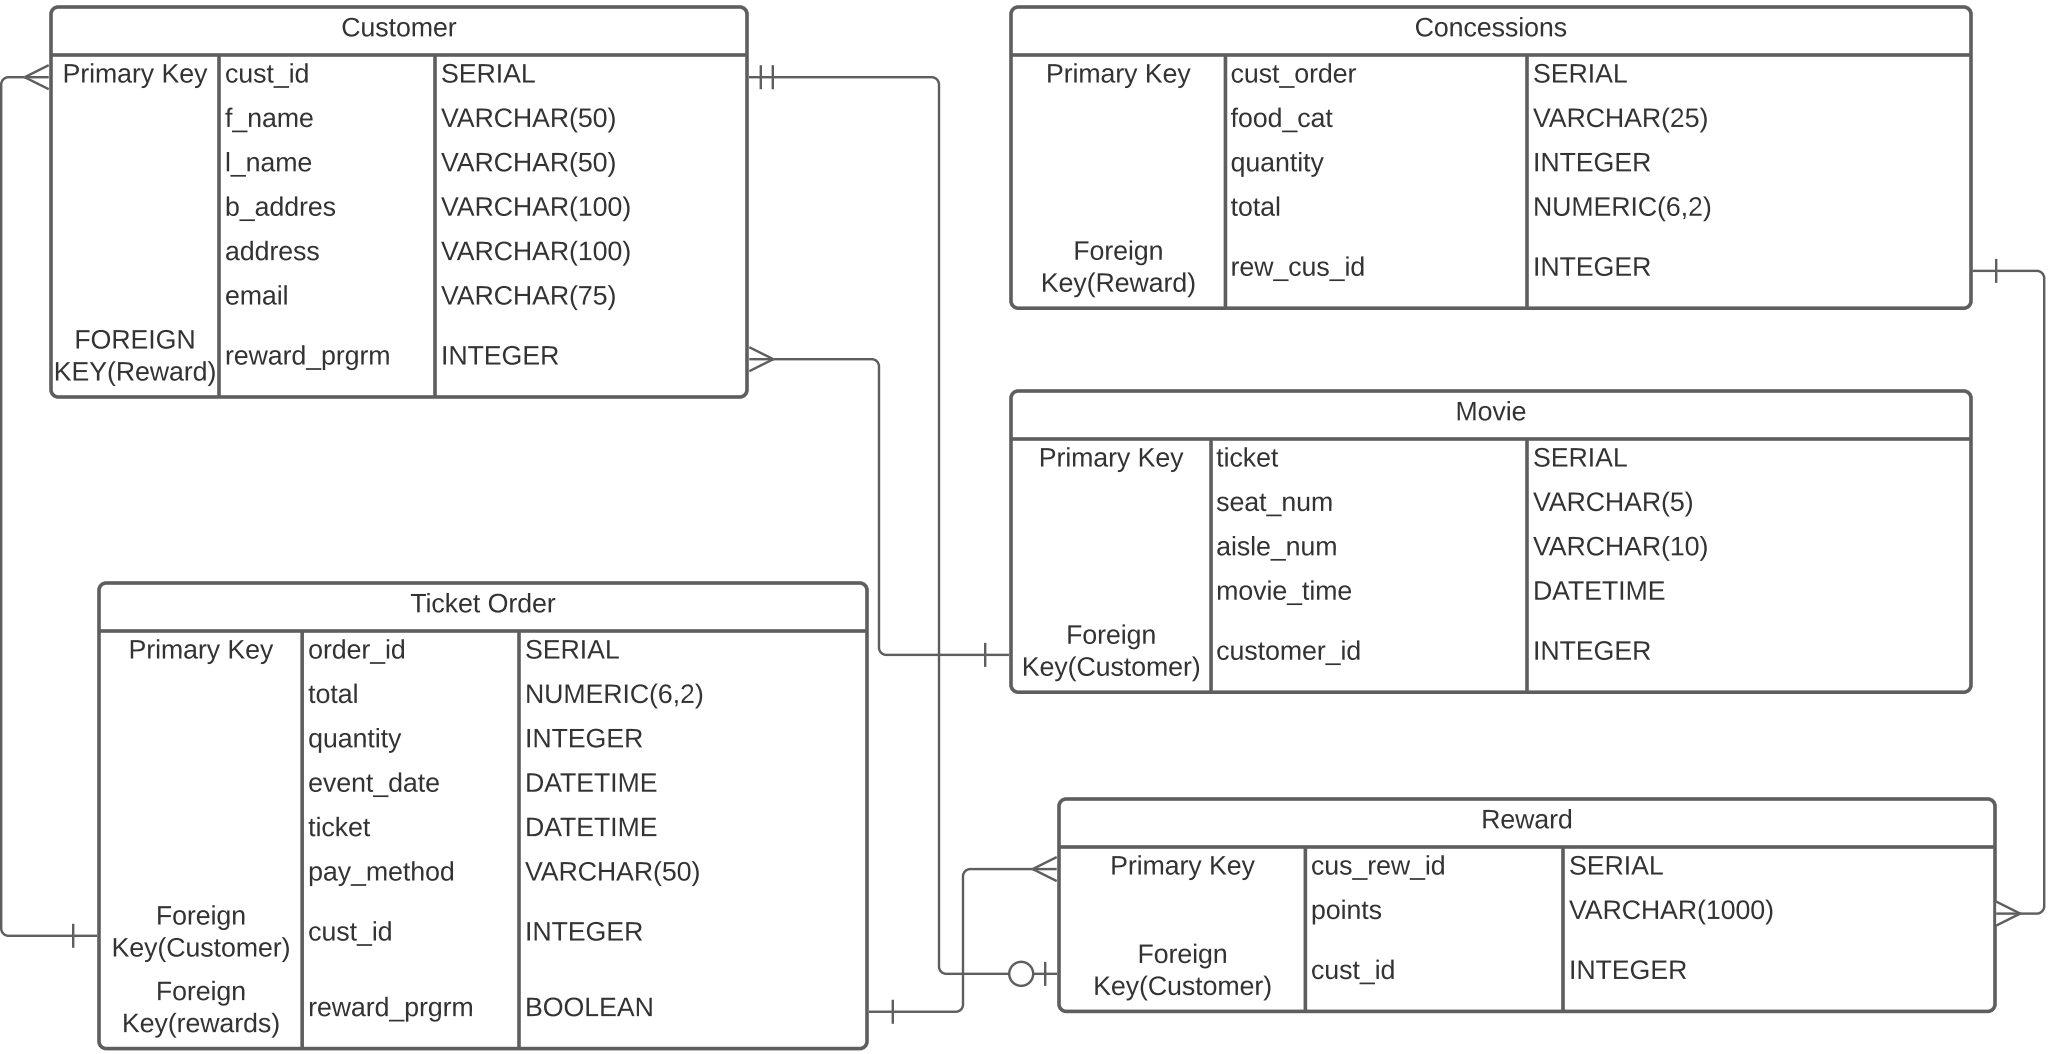 Customer
Primary Key cust_id SERIAL
f_name VARCHAR(50)
l_name VARCHAR(50)
b_addres VARCHAR(100)
address VARCHAR(100)
email VARCHAR(75)
FOREIGN KEY(Reward) reward_prgrm INTEGER
Concessions
Primary Key cust_order SERIAL
food_cat VARCHAR(25)
quantity INTEGER
total NUMERIC(6,2)
Foreign Key(Reward) rew_cus_id INTEGER
Movie
Primary Key ticket SERIAL
seat_num VARCHAR(5)
aisle_num VARCHAR(10)
movie_time DATETIME
Foreign Key(Customer) customer_id INTEGER
Ticket Order
Primary Key order_id SERIAL
total NUMERIC(6,2)
quantity INTEGER
event_date DATETIME
ticket DATETIME
pay_method VARCHAR(50)
Foreign Key(Customer) cust_id INTEGER
Foreign Key(rewards) reward_prgrm BOOLEAN
Reward
Primary Key cus_rew_id SERIAL
points VARCHAR(1000)
Foreign Key(Customer) cust_id INTEGER